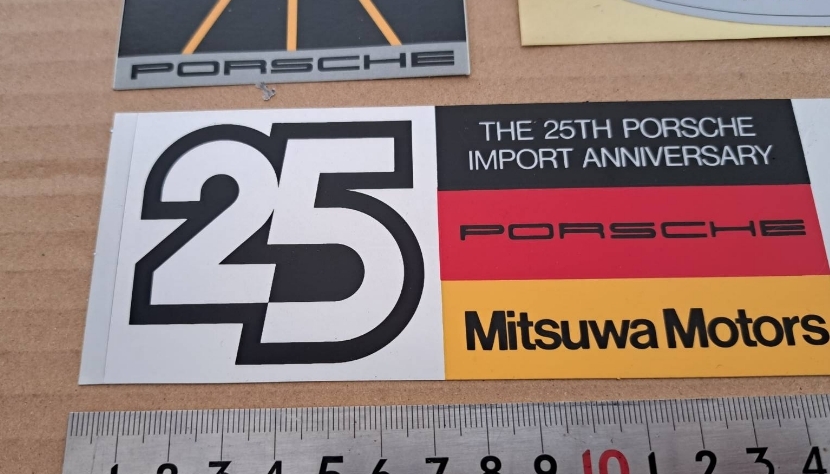 PORSCHE
25
THE 25TH PORSCHE
IMPORT ANNIVERSARY
PORSCHE
Mitsuwa Motors
1 2 3 4 5 6 7 8 9 10 1 2 3 4